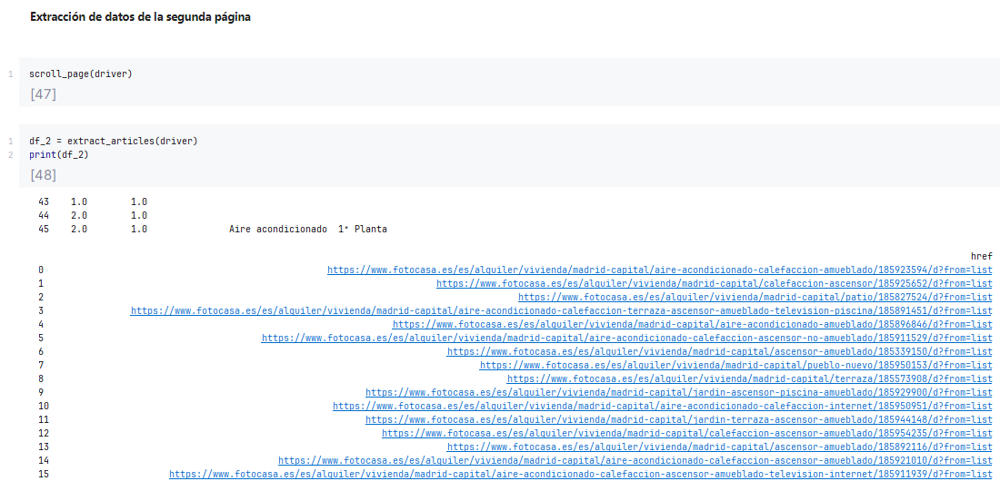 Extracción de datos de la segunda página
1 scroll_page(driver)
[47]
1 df_2 = extract_articles(driver)
2 print(df_2)
[48]
43 1.0 1.0
44 2.0 1.0
45 2.0 1.0 Aire acondicionado 1ª Planta
href
0 https://www.fotocasa.es/es/alquiler/vivienda/madrid-capital/aire-acondicionado-calefaccion-amueblado/185923594/d?from=list
1 https://www.fotocasa.es/es/alquiler/vivienda/madrid-capital/calefaccion-ascensor/185925652/d?from=list
2 https://www.fotocasa.es/es/alquiler/vivienda/madrid-capital/patio/185827524/d?from=list
3 https://www.fotocasa.es/es/alquiler/vivienda/madrid-capital/aire-acondicionado-calefaccion-terraza-ascensor-amueblado-television-piscina/185891451/d?from=list
4 https://www.fotocasa.es/es/alquiler/vivienda/madrid-capital/aire-acondicionado-amueblado/185896846/d?from=list
5 https://www.fotocasa.es/es/alquiler/vivienda/madrid-capital/aire-acondicionado-calefaccion-ascensor-no-amueblado/185911529/d?from=list
6 https://www.fotocasa.es/es/alquiler/vivienda/madrid-capital/ascensor/185339150/d?from=list
7 https://www.fotocasa.es/es/alquiler/vivienda/madrid-capital/pueblo-nuevo/185950153/d?from=list
8 https://www.fotocasa.es/es/alquiler/vivienda/madrid-capital/terraza/185573908/d?from=list
9 https://www.fotocasa.es/es/alquiler/vivienda/madrid-capital/jardin-ascensor-piscina-amueblado/185929900/d?from=list
10 https://www.fotocasa.es/es/alquiler/vivienda/madrid-capital/aire-acondicionado-calefaccion-internet/185950951/d?from=list
11 https://www.fotocasa.es/es/alquiler/vivienda/madrid-capital/jardin-terraza-ascensor-amueblado/185944148/d?from=list
12 https://www.fotocasa.es/es/alquiler/vivienda/madrid-capital/calefaccion-ascensor-amueblado/185954235/d?from=list
13 https://www.fotocasa.es/es/alquiler/vivienda/madrid-capital/ascensor-amueblado/185892116/d?from=list
14 https://www.fotocasa.es/es/alquiler/vivienda/madrid-capital/aire-acondicionado-calefaccion-ascensor-amueblado/185921010/d?from=list
15 https://www.fotocasa.es/es/alquiler/vivienda/madrid-capital/aire-acondicionado-calefaccion-ascensor-amueblado-television-internet/185911939/d?from=list